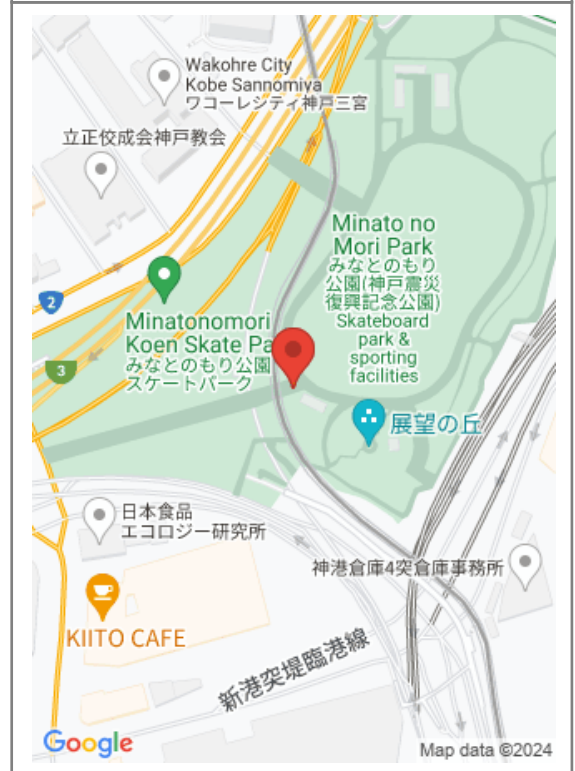 Wakohre City
Kobe Sannomiya
ワコーレシティ神戸三宮
立正佼成会神戸教会
Minato no
Mori Park
みなとのもり
公園(神戸震災
復興記念公園)
Skateboard
park &
sporting
facilities
2
Minatonomori
Koen Skate Pa
みなとのもり公園
スケートパーク
3
展望の丘
日本食品
エコロジー研究所
神港倉庫4突倉庫事務所
KIITO CAFE
新港突堤臨港線
Google
Map data ©2024